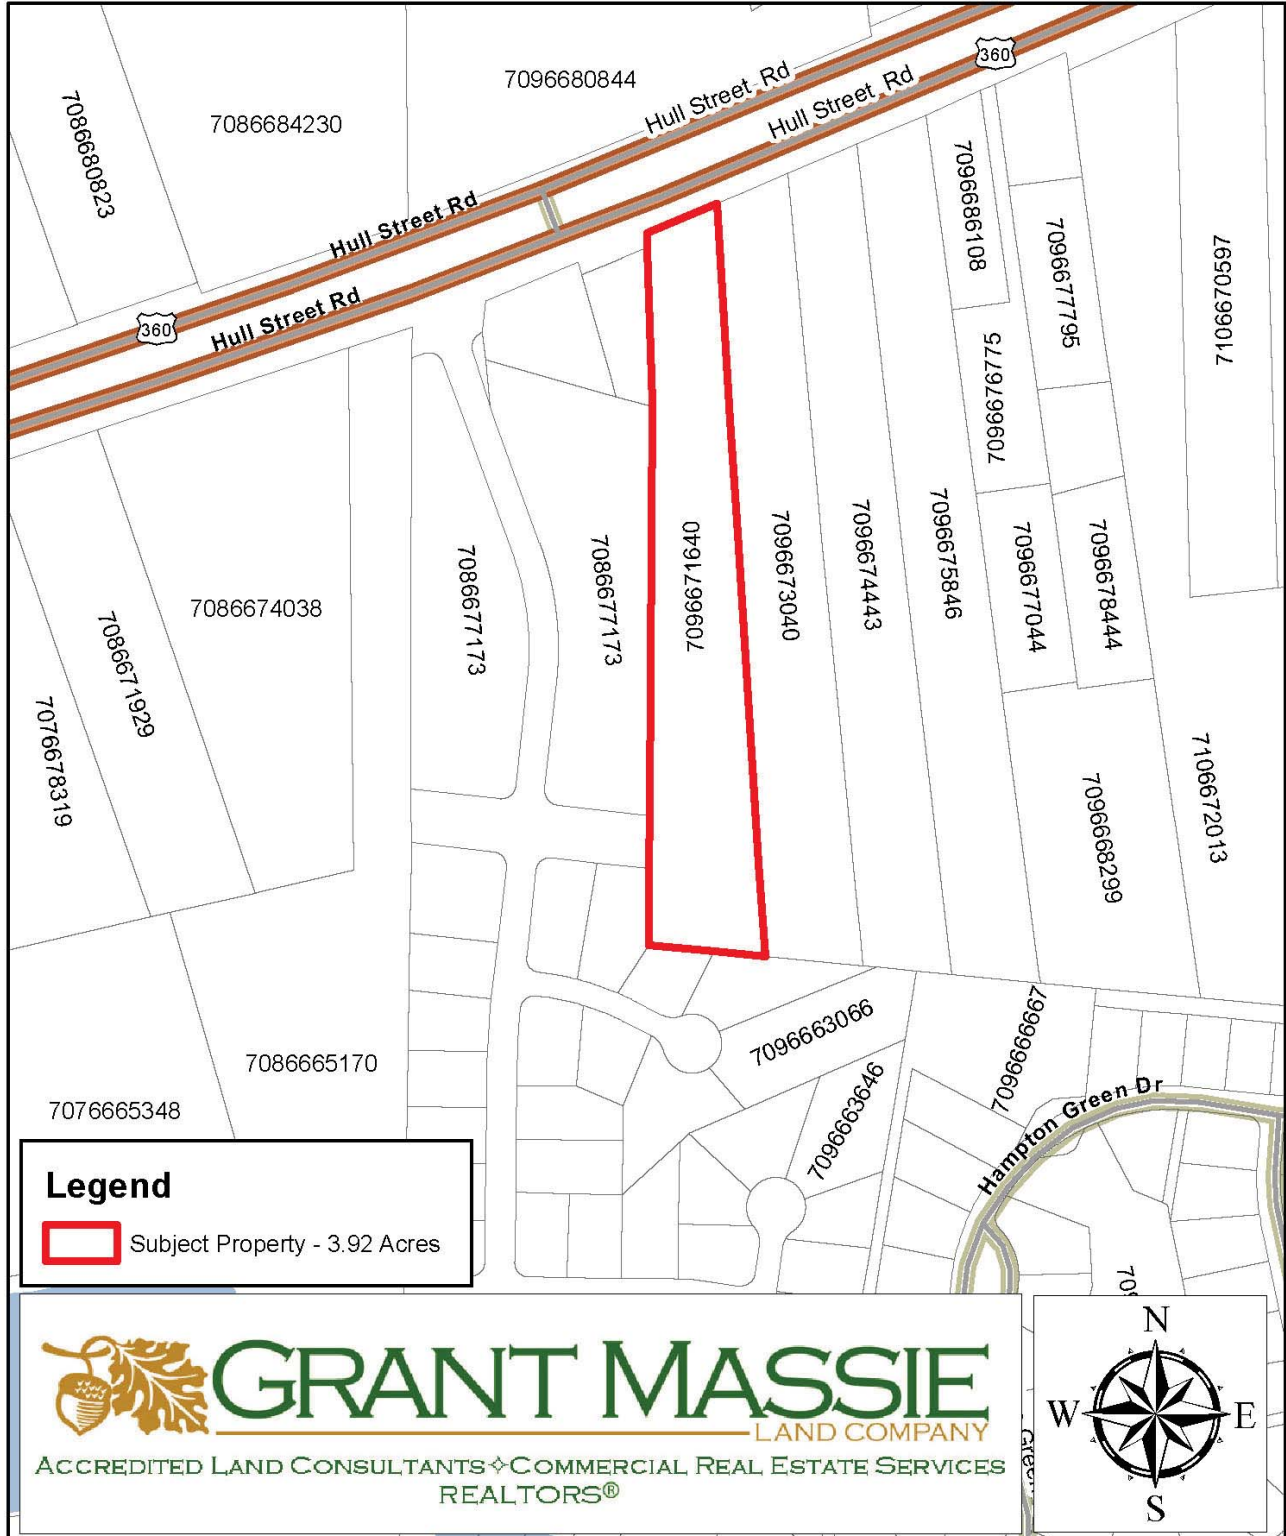 7096680844
360
Hull Street Rd
Hull Street Rd
7086680823
7086684230
7096686108
Hull Street Rd
7096677795
7109670597
Hull Street Rd
360
7096676775
7086677173
7086677173
7096671640
7096673040
7096674443
7096675846
7096677044
7096678444
7086674038
7086671929
7076678319
7096668299
7106672013
7096663066
7096666667
7086665170
7096663646
7076665348
Hampton Green Dr
Legend
Subject Property - 3.92 Acres
709
N
W
E
S
GRANT MASSIE
LAND COMPANY
ACCREDITED LAND CONSULTANTS✧COMMERCIAL REAL ESTATE SERVICES
REALTORS®